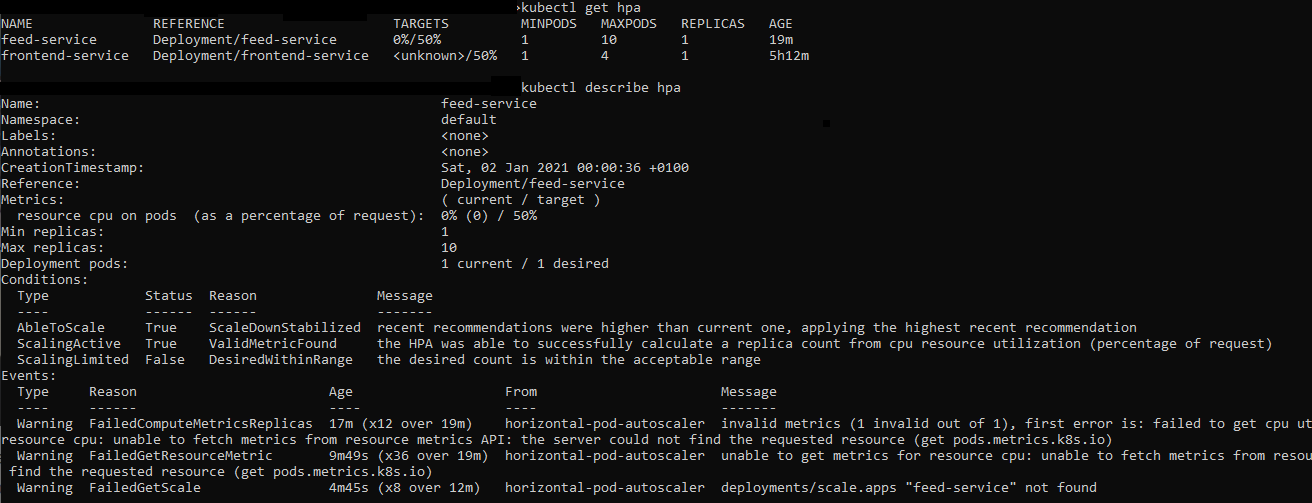 >kubectl get hpa
NAME                REFERENCE                      TARGETS         MINPODS   MAXPODS   REPLICAS   AGE
feed-service        Deployment/feed-service        0%/50%          1         10        1          19m
frontend-service    Deployment/frontend-service    <unknown>/50%   1         4         1          5h12m
kubectl describe hpa
Name:                                                  feed-service
Namespace:                                             default
Labels:                                                <none>
Annotations:                                           <none>
CreationTimestamp:                                     Sat, 02 Jan 2021 00:00:36 +0100
Reference:                                             Deployment/feed-service
Metrics:                                               ( current / target )
  resource cpu on pods  (as a percentage of request):  0% (0) / 50%
Min replicas:                                          1
Max replicas:                                          10
Deployment pods:                                       1 current / 1 desired
Conditions:
  Type            Status  Reason              Message
  ----            ------  ------              -------
  AbleToScale     True    ScaleDownStabilized  recent recommendations were higher than current one, applying the highest recent recommendation
  ScalingActive   True    ValidMetricFound     the HPA was able to successfully calculate a replica count from cpu resource utilization (percentage of request)
  ScalingLimited  False   DesiredWithinRange   the desired count is within the acceptable range
Events:
  Type     Reason                        Age                   From                       Message
  ----     ------                        ----                  ----                       -------
  Warning  FailedComputeMetricsReplicas  17m (x12 over 19m)    horizontal-pod-autoscaler  invalid metrics (1 invalid out of 1), first error is: failed to get cpu ut
resource cpu: unable to fetch metrics from resource metrics API: the server could not find the requested resource (get pods.metrics.k8s.io)
  Warning  FailedGetResourceMetric       9m49s (x36 over 19m)  horizontal-pod-autoscaler  unable to get metrics for resource cpu: unable to fetch metrics from resou
 find the requested resource (get pods.metrics.k8s.io)
  Warning  FailedGetScale                4m45s (x8 over 12m)   horizontal-pod-autoscaler  deployments/scale.apps "feed-service" not found